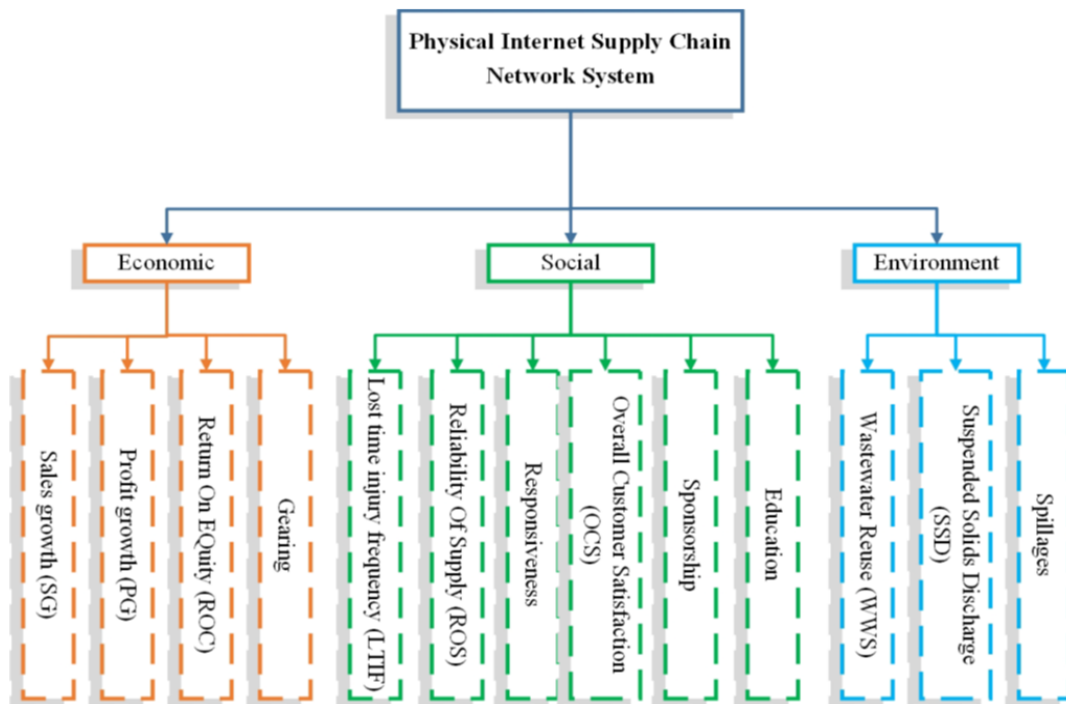 Physical Internet Supply Chain
Network System
Economic
Social
Environment
Sales growth (SG)
Profit growth (PG)
Return On EQuity (ROC)
Gearing
Lost time injury frequency (LTIF)
Reliability Of Supply (ROS)
Responsiveness
Overall Customer Satisfaction
(OCS)
Sponsorship
Education
Wastewater Reuse (WWS)
Suspended Solids Discharge
(SSD)
Spillages